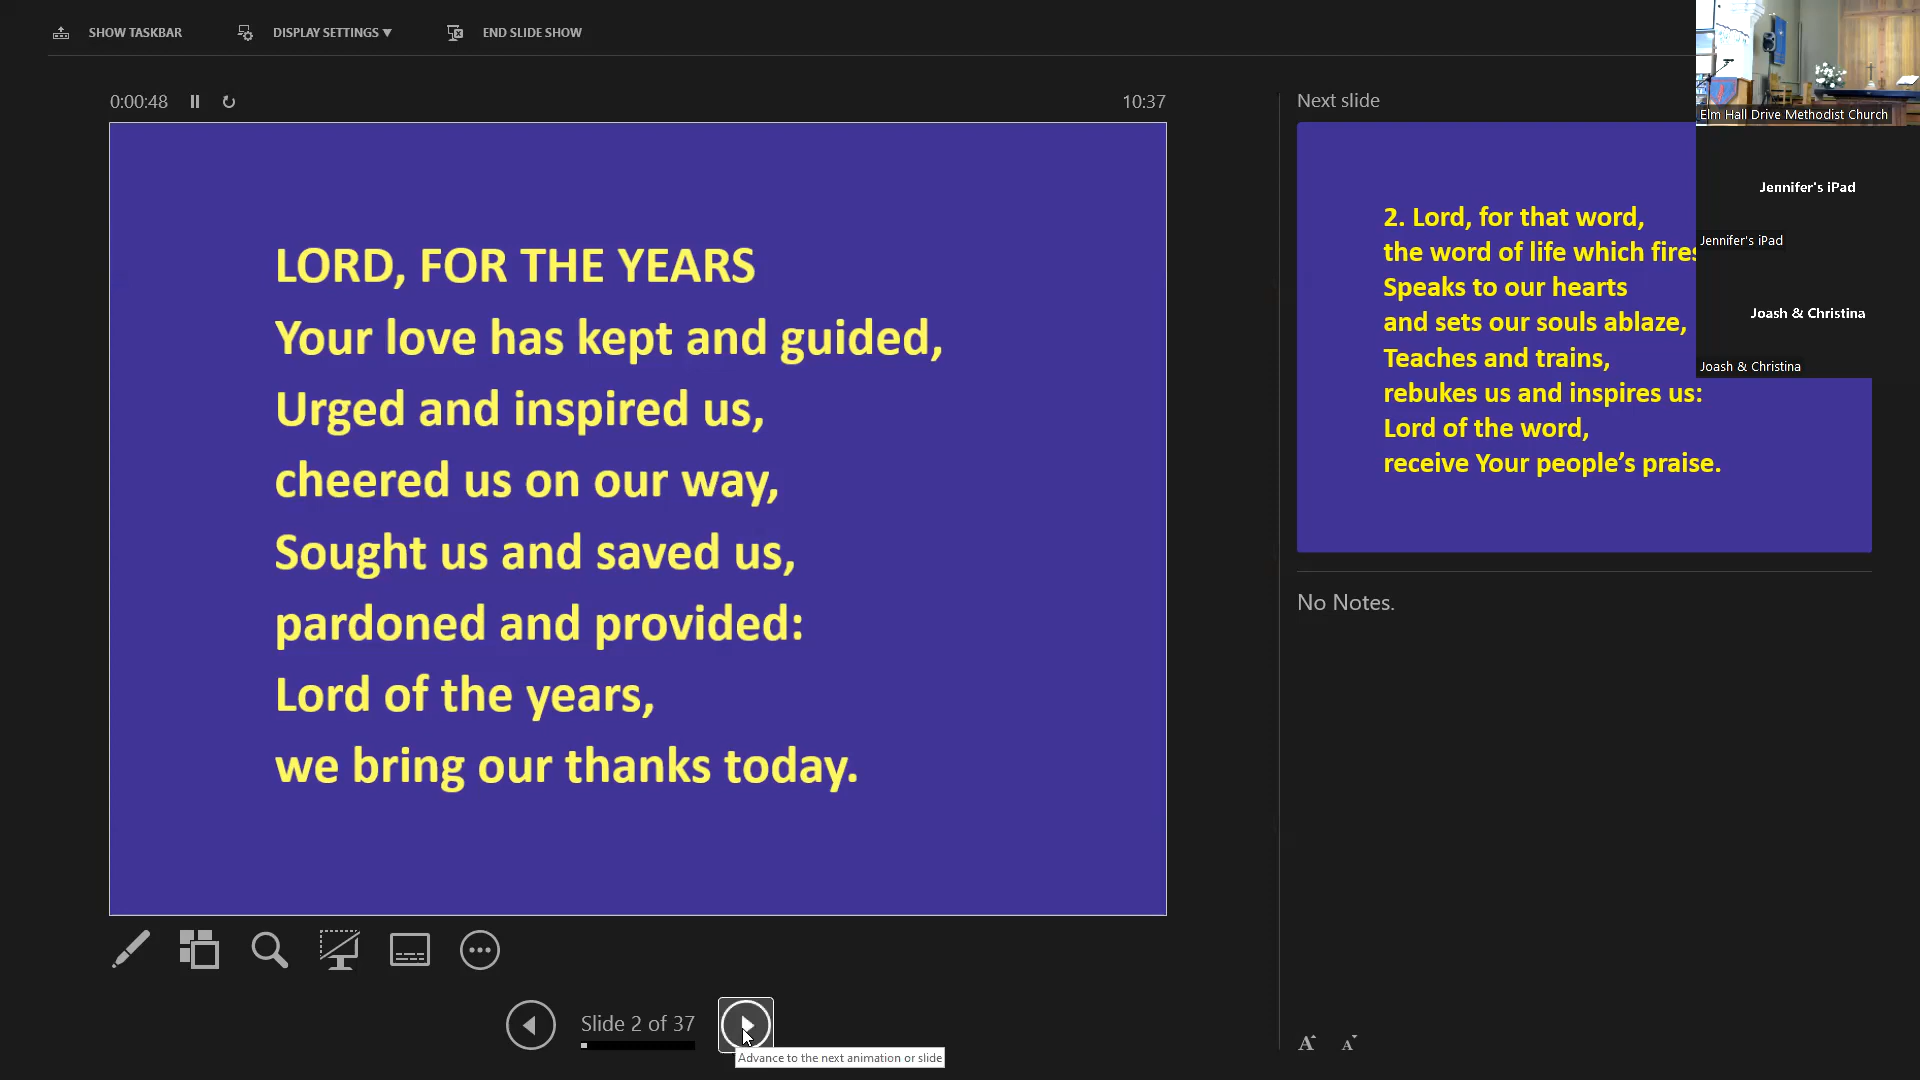 SHOW TASKBAR
DISPLAY SETTINGS ▼
END SLIDE SHOW
0:00:48
10:37
LORD, FOR THE YEARS
Your love has kept and guided,
Urged and inspired us,
cheered us on our way,
Sought us and saved us,
pardoned and provided:
Lord of the years,
we bring our thanks today.
Slide 2 of 37
Advance to the next animation or slide
Next slide
2. Lord, for that word,
the word of life which fires
Speaks to our hearts
and sets our souls ablaze,
Teaches and trains,
rebukes us and inspires us:
Lord of the word,
receive Your people’s praise.
No Notes.
A
A
Elm Hall Drive Methodist Church
Jennifer's iPad
Jennifer's iPad
Joash & Christina
Joash & Christina